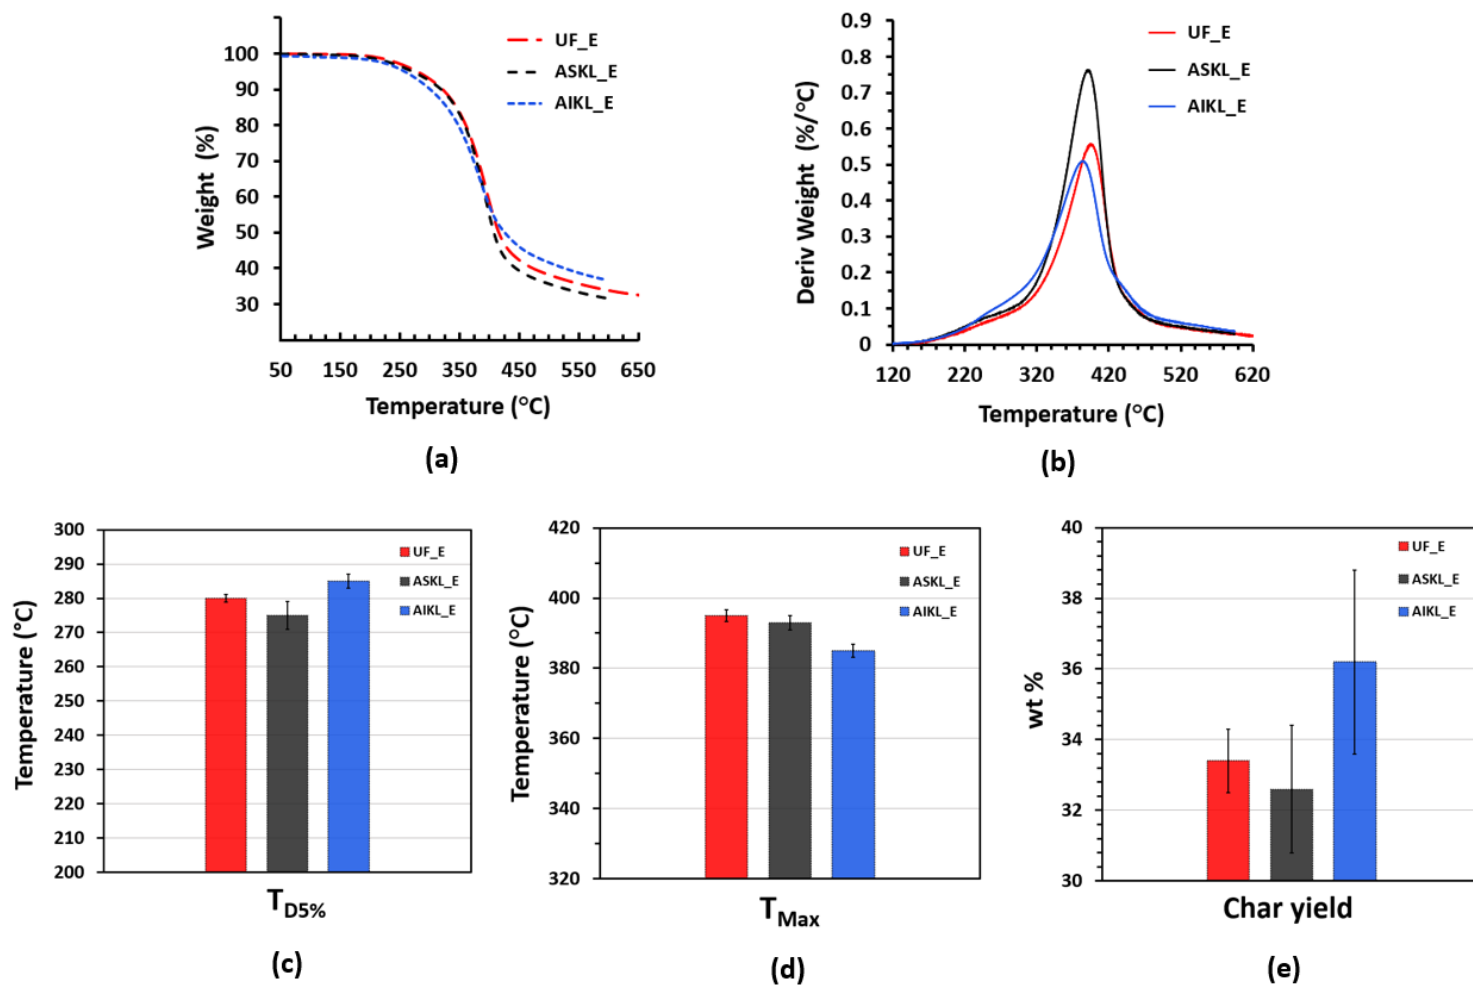 UF_E
ASKL_E
AIKL_E
Weight (%)
100
90
80
70
60
50
40
30
50 150 250 350 450 550 650
Temperature (°C)
(a)
UF_E
ASKL_E
AIKL_E
Deriv Weight (%/°C)
0.9
0.8
0.7
0.6
0.5
0.4
0.3
0.2
0.1
0
120 220 320 420 520 620
Temperature (°C)
(b)
UF_E
ASKL_E
AIKL_E
Temperature (°C)
300
290
280
270
260
250
240
230
220
210
200
TD5%
(c)
UF_E
ASKL_E
AIKL_E
Temperature (°C)
420
400
380
360
340
320
TMax
(d)
UF_E
ASKL_E
AIKL_E
wt %
40
38
36
34
32
30
Char yield
(e)